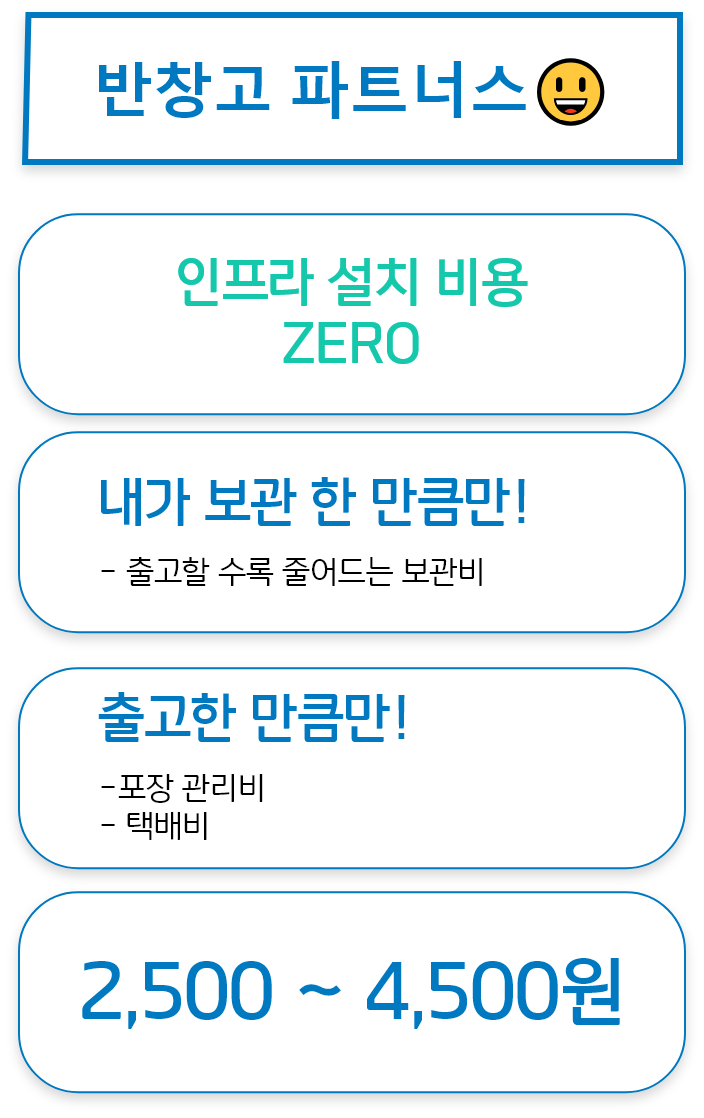 반창고 파트너스
인프라 설치 비용
ZERO
내가 보관 한 만큼만!
- 출고할 수록 줄어드는 보관비
출고한 만큼만!
-포장 관리비
- 택배비
2,500 ~ 4,500원